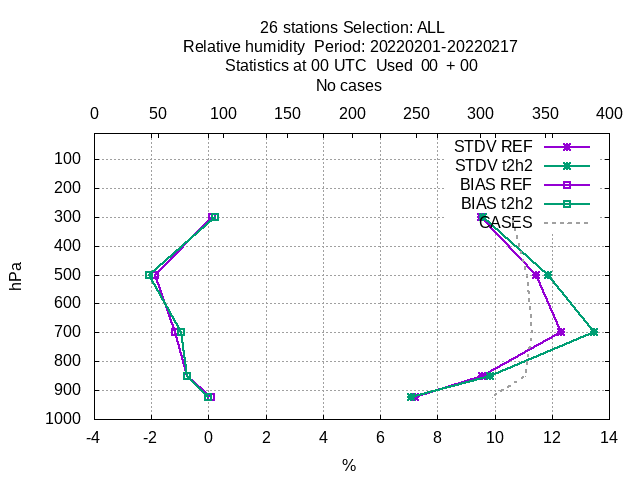 26 stations Selection: ALL
Relative humidity  Period: 20220201-20220217
Statistics at 00 UTC  Used  00  + 00
No cases
0 50 100 150 200 250 300 350 400
STDV REF
STDV t2h2
BIAS REF
BIAS t2h2
CASES
100
200
300
400
500
600
700
800
900
1000
hPa
-4 -2 0 2 4 6 8 10 12 14
%